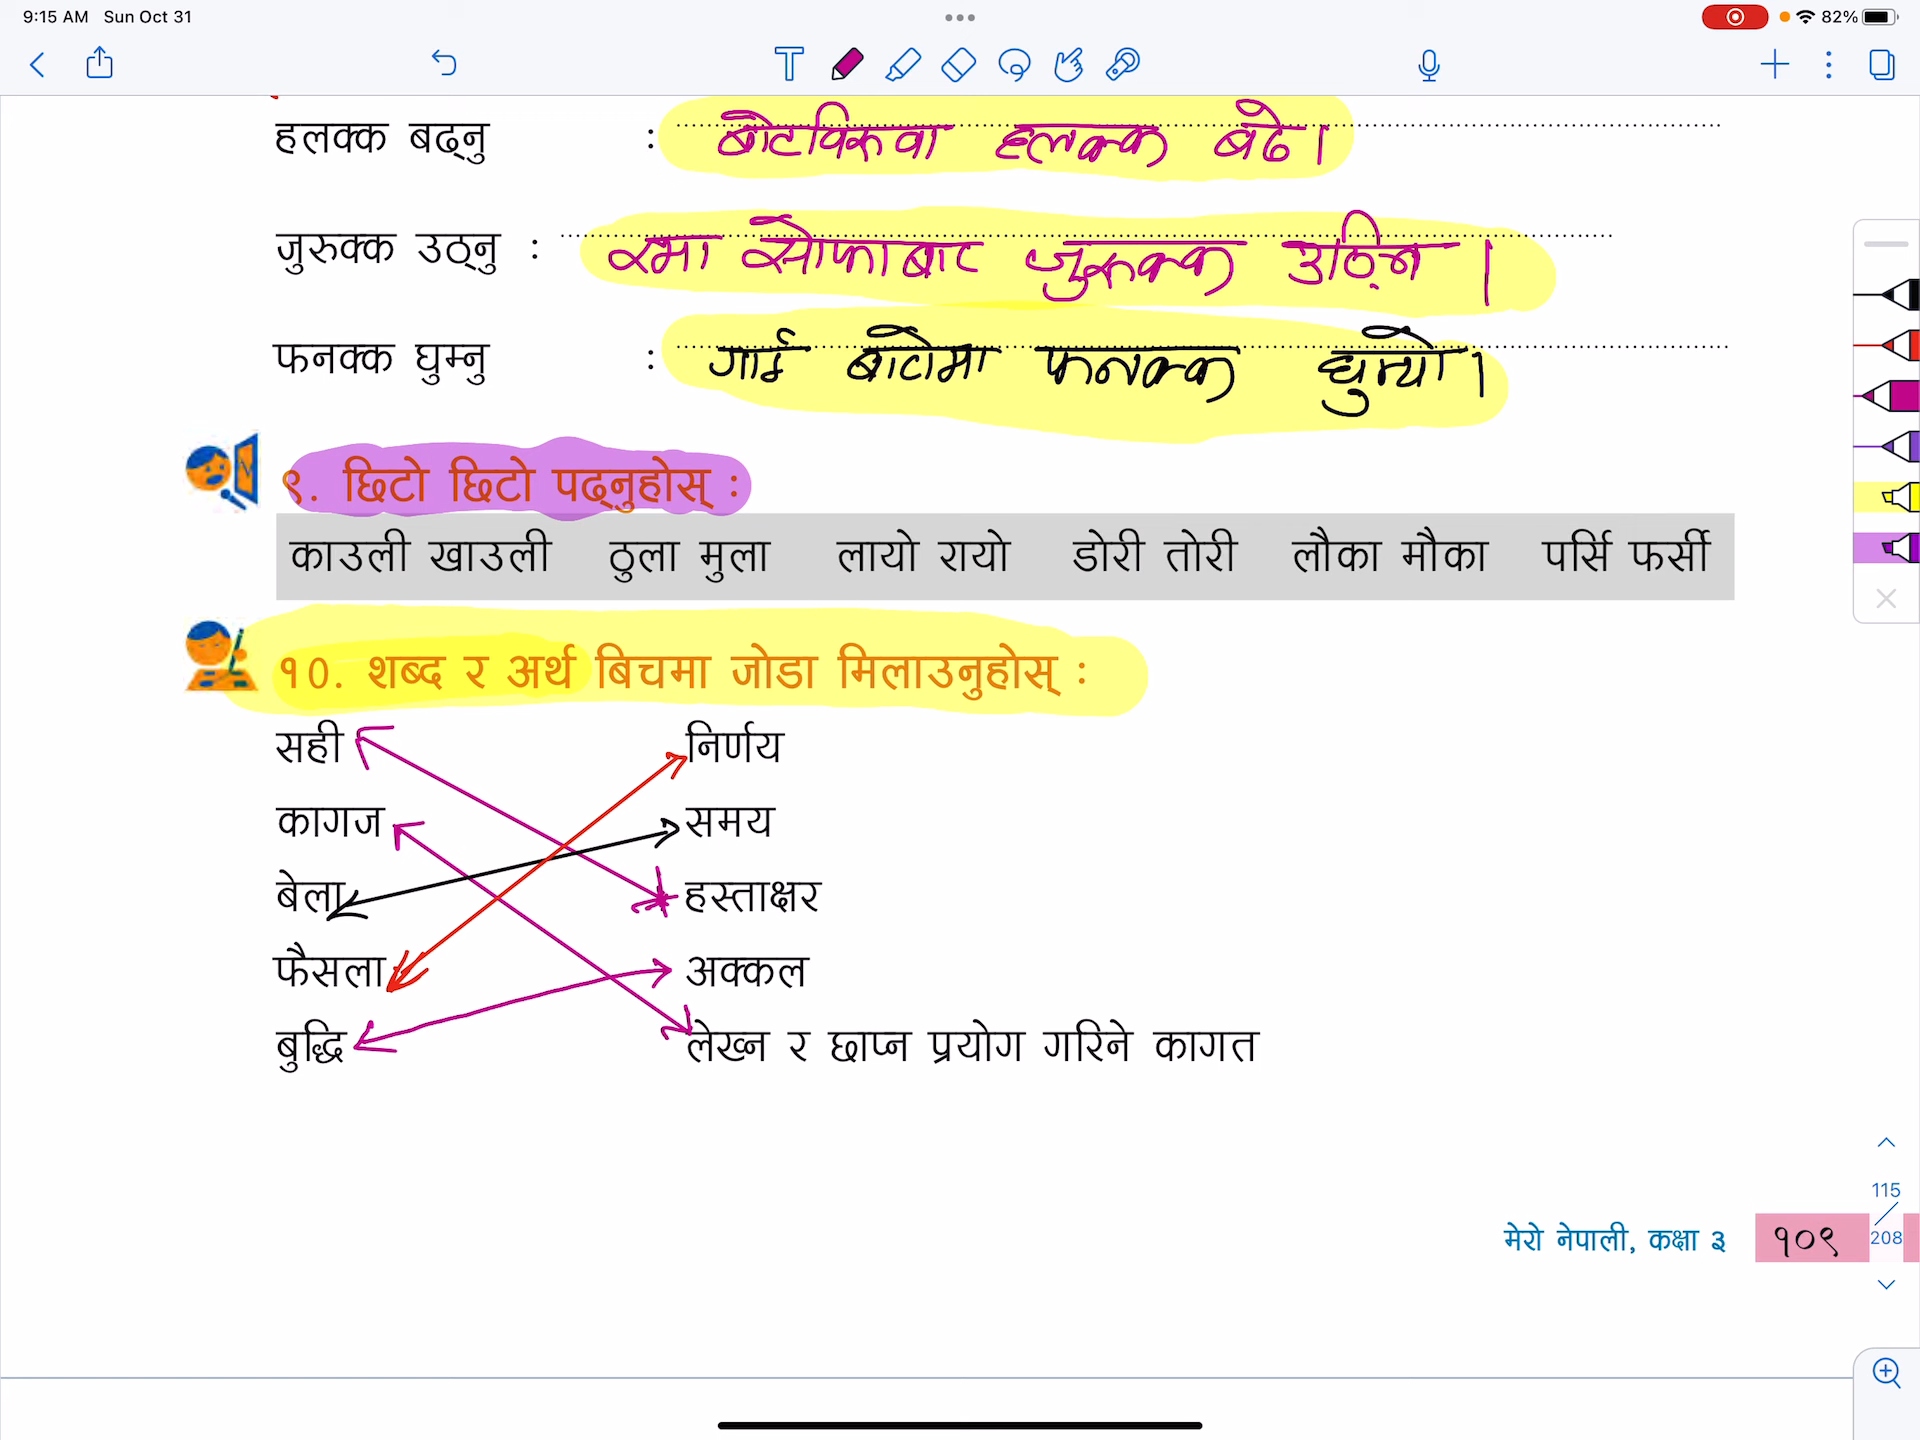 9:15 AM Sun Oct 31
82%
हलक्क बढ्नु : बोटविरुवा हलक्क बढे।
जुरुक्क उठ्नु : रमा सोफाबाट जुरुक्क उठिन्।
फनक्क घुम्नु : गाई बाटोमा फनक्क घुम्यो।
९. छिटो छिटो पढ्नुहोस् :
काउली खाउली ठुला मुला लायो रायो डोरी तोरी लौका मौका पर्सि फर्सी
१०. शब्द र अर्थ बिचमा जोडा मिलाउनुहोस् :
सही निर्णय
कागज समय
बेला हस्ताक्षर
फैसला अक्कल
बुद्धि लेख्न र छाप्न प्रयोग गरिने कागत
115
208
मेरो नेपाली, कक्षा ३ १०९